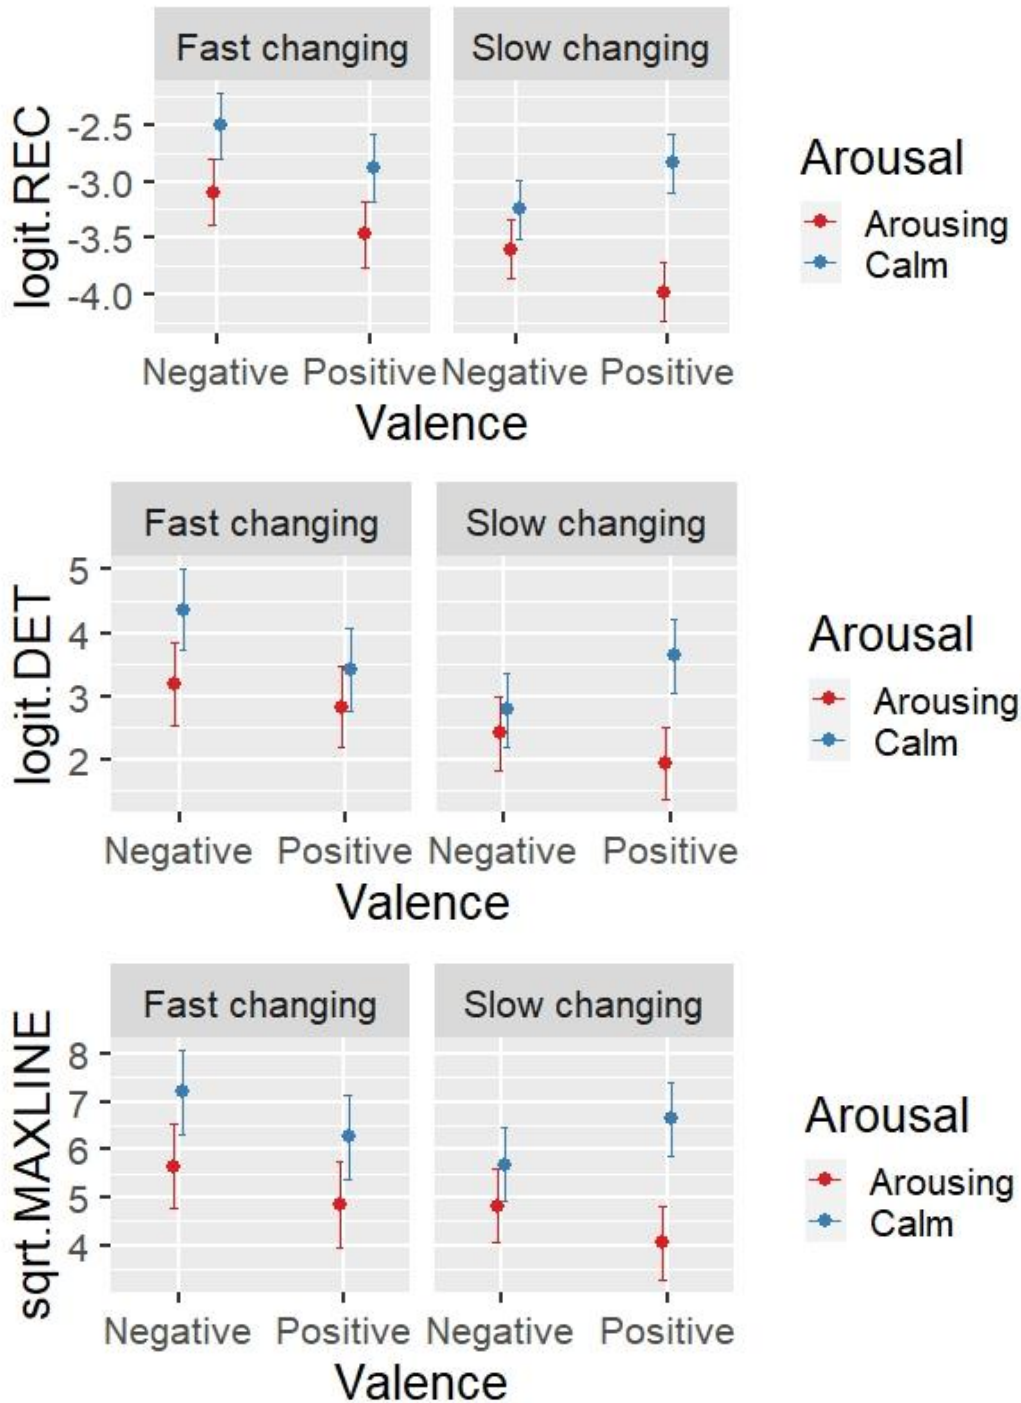 Fast changing Slow changing
logit.REC
-2.5
-3.0
-3.5
-4.0
Negative Positive Negative Positive
Valence
Arousal
Arousing
Calm
Fast changing Slow changing
logit.DET
5
4
3
2
Negative Positive Negative Positive
Valence
Arousal
Arousing
Calm
Fast changing Slow changing
sqrt.MAXLINE
8
7
6
5
4
Negative Positive Negative Positive
Valence
Arousal
Arousing
Calm